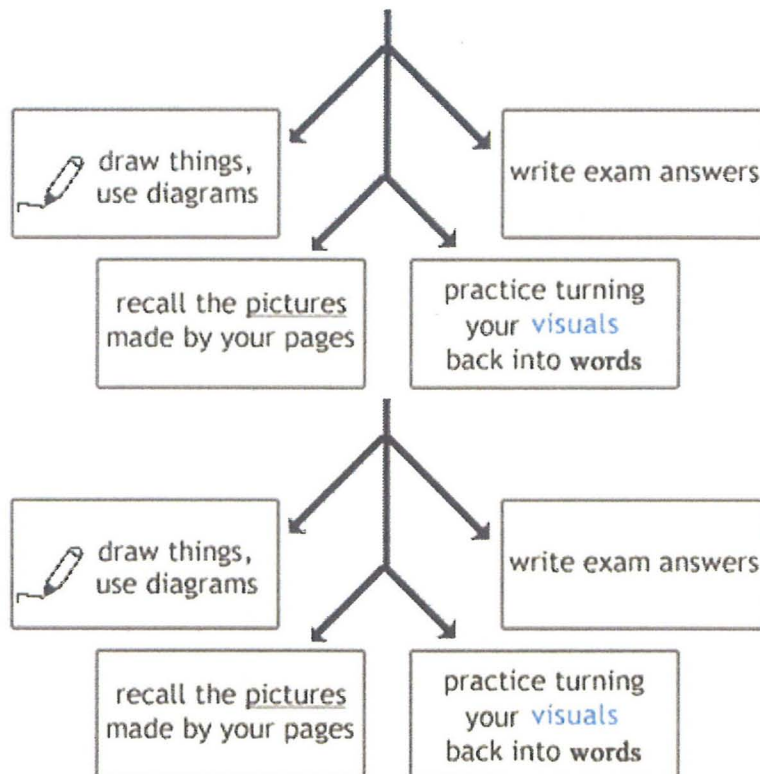 draw things,
use diagrams
write exam answers
recall the pictures
made by your pages
practice turning
your visuals
back into words
draw things,
use diagrams
write exam answers
recall the pictures
made by your pages
practice turning
your visuals
back into words